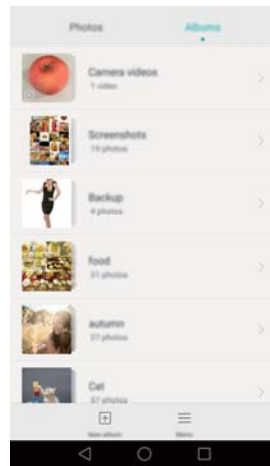 Photos
Albums
Camera videos
1 video
Screenshots
19 photos
Backup
4 photos
food
31 photos
autumn
37 photos
Cat
New album
Menu